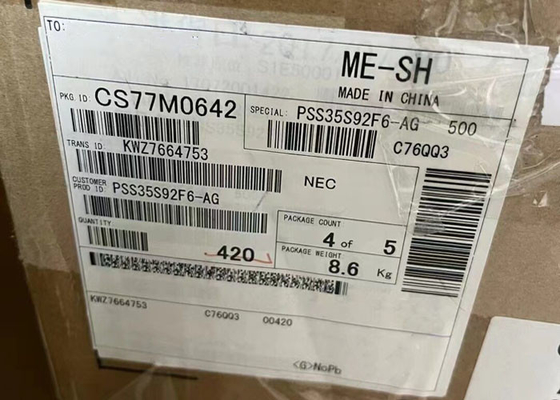 TO:
ME-SH
MADE IN CHINA
PKG. ID: CS77M0642
SPECIAL: PSS35S92F6-AG 500
C76QQ3
TRANS ID: KWZ7664753
NEC
CUSTOMER
PROD ID: PSS35S92F6-AG
PACKAGE COUNT
4 of 5
QUANTITY:
420
PACKAGE WEIGHT
8.6 Kg
KWZ7664753 C76QQ3 00420
<G>NoPb